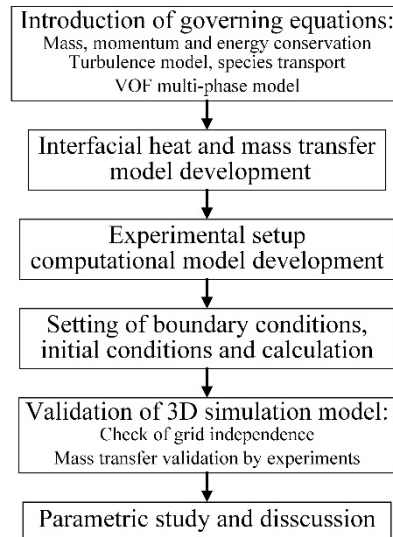 Introduction of governing equations:
Mass, momentum and energy conservation
Turbulence model, species transport
VOF multi-phase model
Interfacial heat and mass transfer
model development
Experimental setup
computational model development
Setting of boundary conditions,
initial conditions and calculation
Validation of 3D simulation model:
Check of grid independence
Mass transfer validation by experiments
Parametric study and disscussion